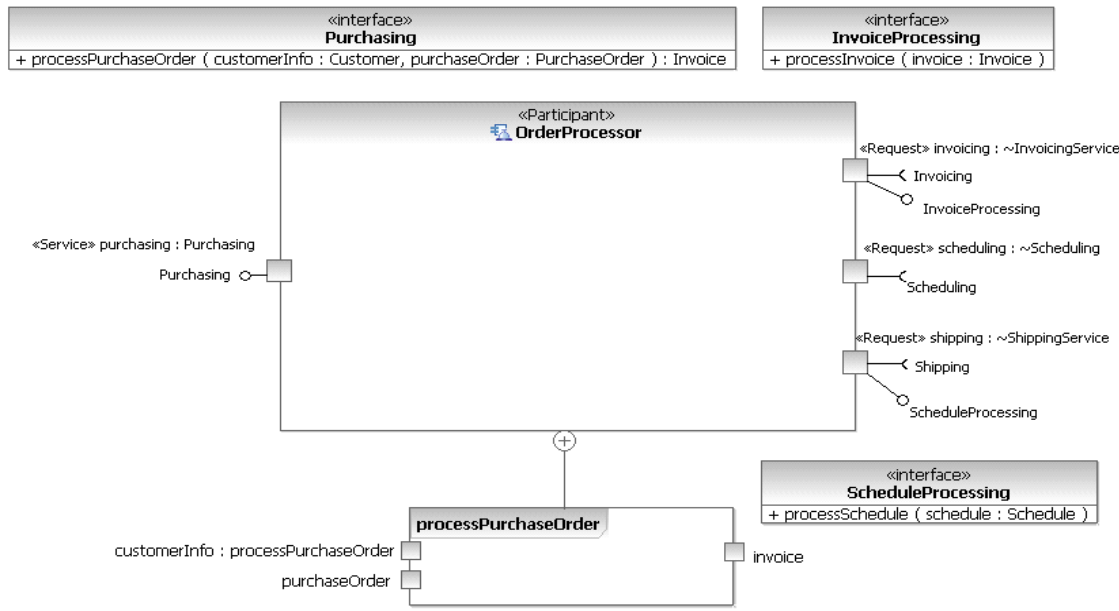 «interface»
Purchasing
+ processPurchaseOrder ( customerInfo : Customer, purchaseOrder : PurchaseOrder ) : Invoice
«interface»
InvoiceProcessing
+ processInvoice ( invoice : Invoice )
«Participant»
OrderProcessor
«Request» invoicing : ~InvoicingService
Invoicing
InvoiceProcessing
«Service» purchasing : Purchasing
Purchasing
«Request» scheduling : ~Scheduling
Scheduling
«Request» shipping : ~ShippingService
Shipping
ScheduleProcessing
«interface»
ScheduleProcessing
+ processSchedule ( schedule : Schedule )
processPurchaseOrder
customerInfo : processPurchaseOrder
purchaseOrder
invoice